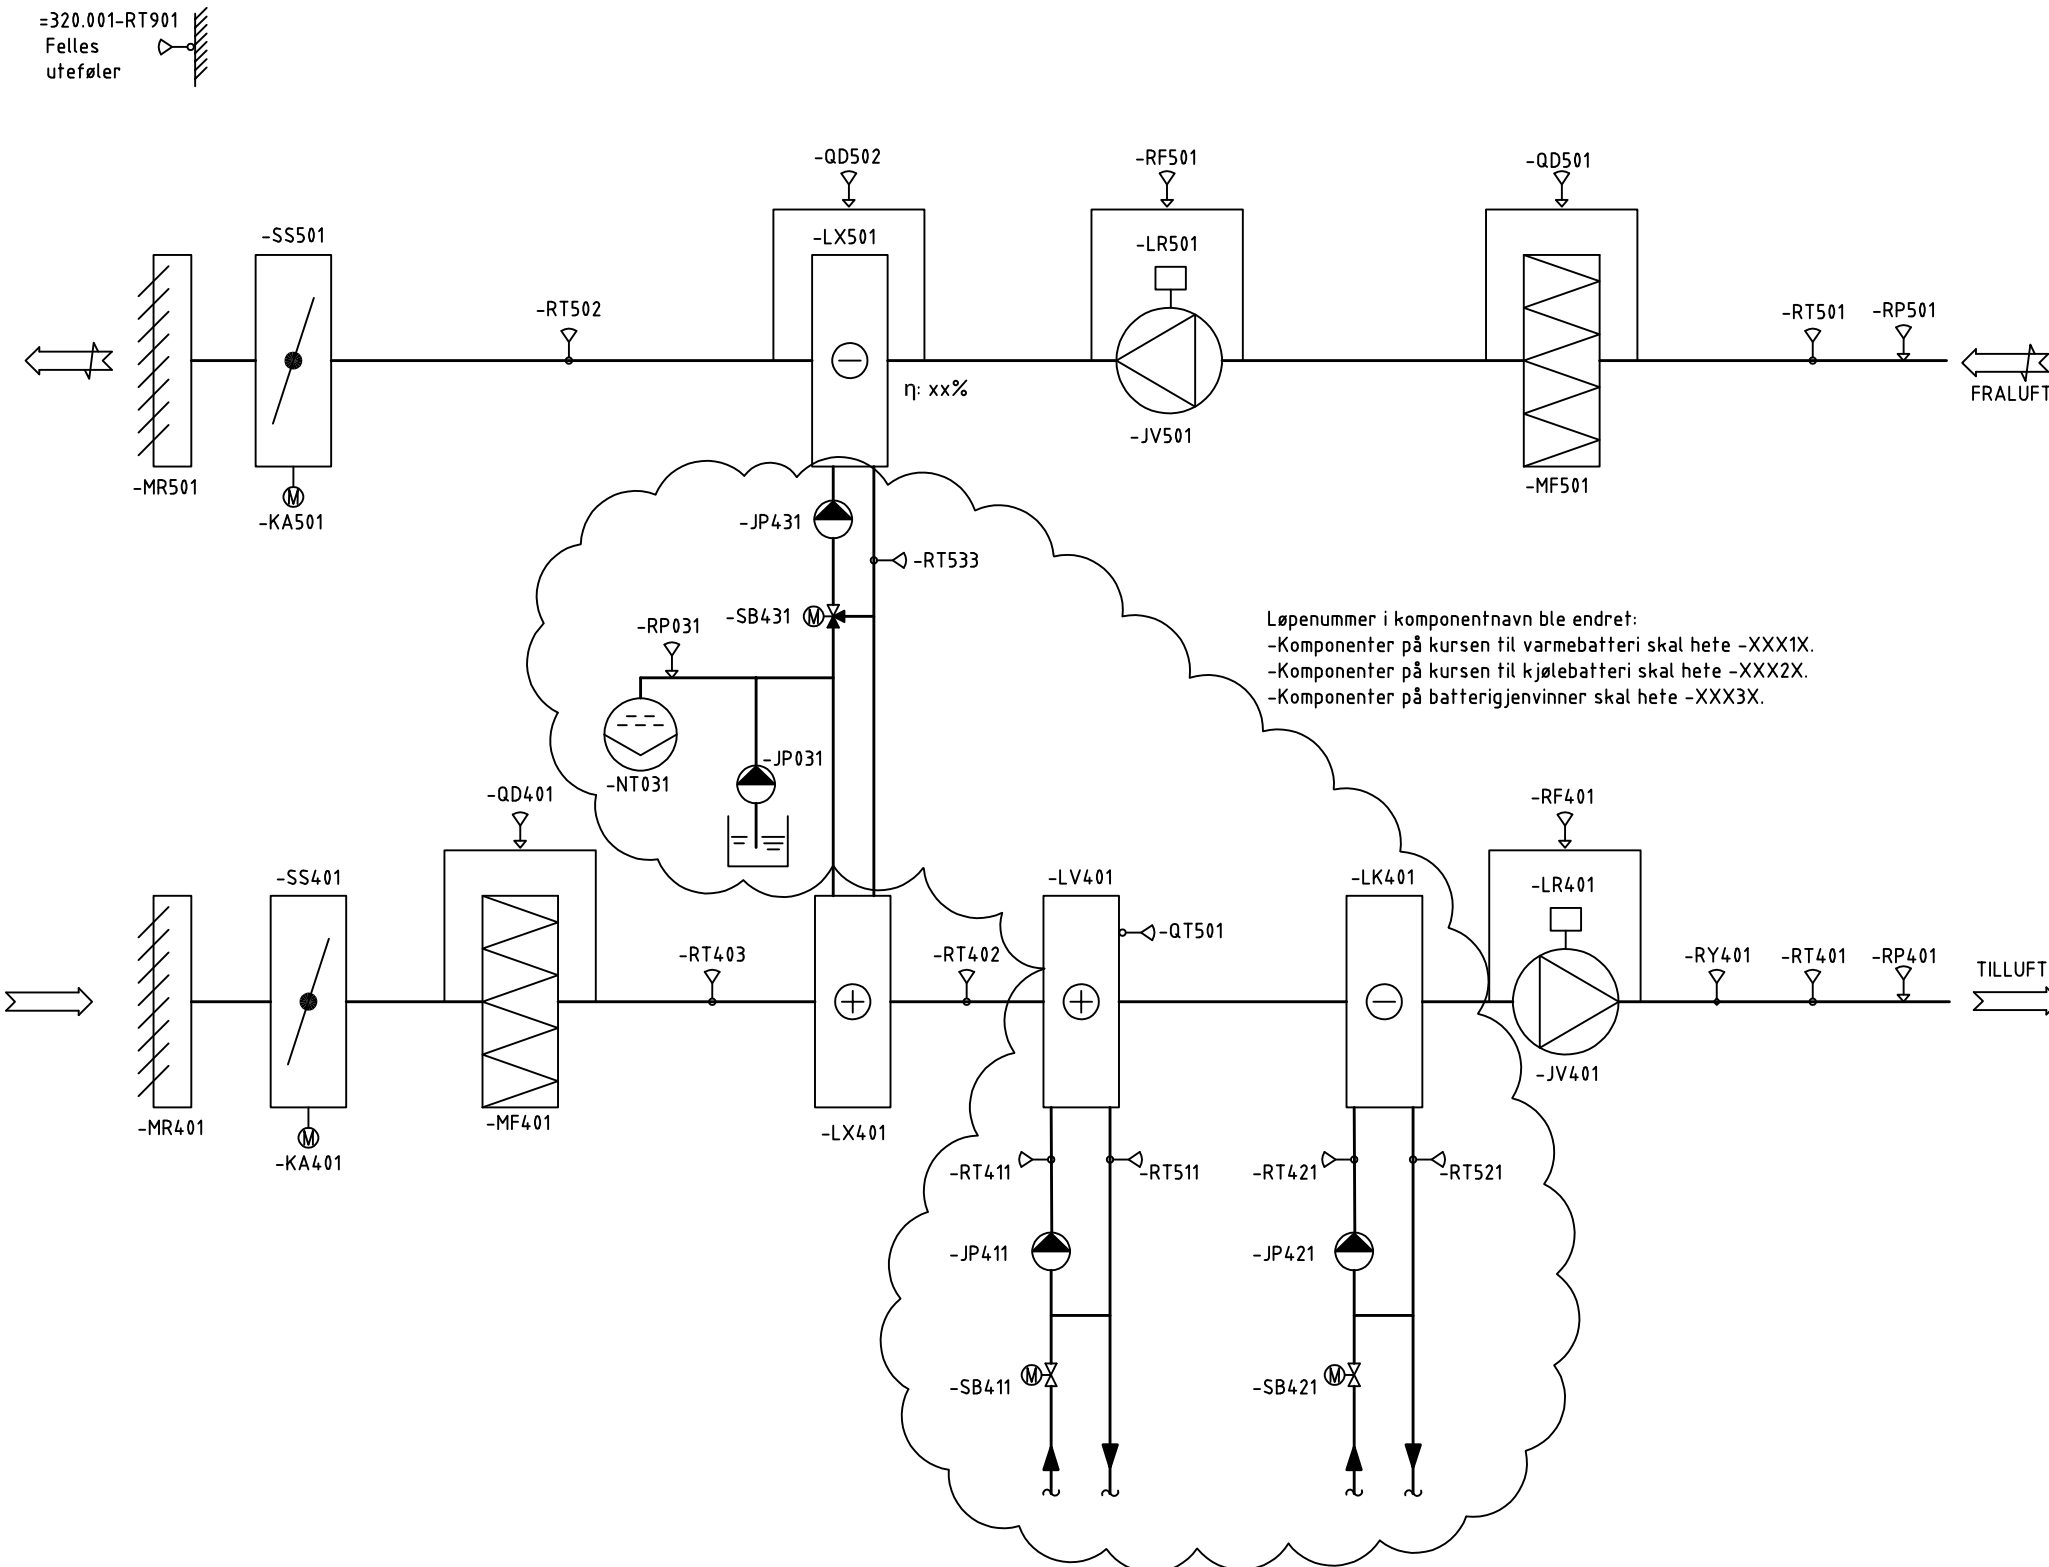 =320.001-RT901
Felles
uteføler
-QD502
-RF501
-QD501
-SS501
-LX501
-LR501
-RT502
-RT501
-RP501
η: xx%
FRALUFT
-JV501
-MR501
M
-KA501
-MF501
-JP431
-RT533
-SB431
M
-RP031
Løpenummer i komponentnavn ble endret:
-Komponenter på kursen til varmebatteri skal hete -XXX1X.
-Komponenter på kursen til kjølebatteri skal hete -XXX2X.
-Komponenter på batterigjenvinner skal hete -XXX3X.
-JP031
-NT031
-QD401
-RF401
-SS401
-LV401
-LK401
-LR401
-QT501
-RT403
-RT402
-RY401
-RT401
-RP401
TILLUFT
-JV401
-MR401
M
-KA401
-MF401
-LX401
-RT411
-RT511
-RT421
-RT521
-JP411
-JP421
-SB411
M
-SB421
M